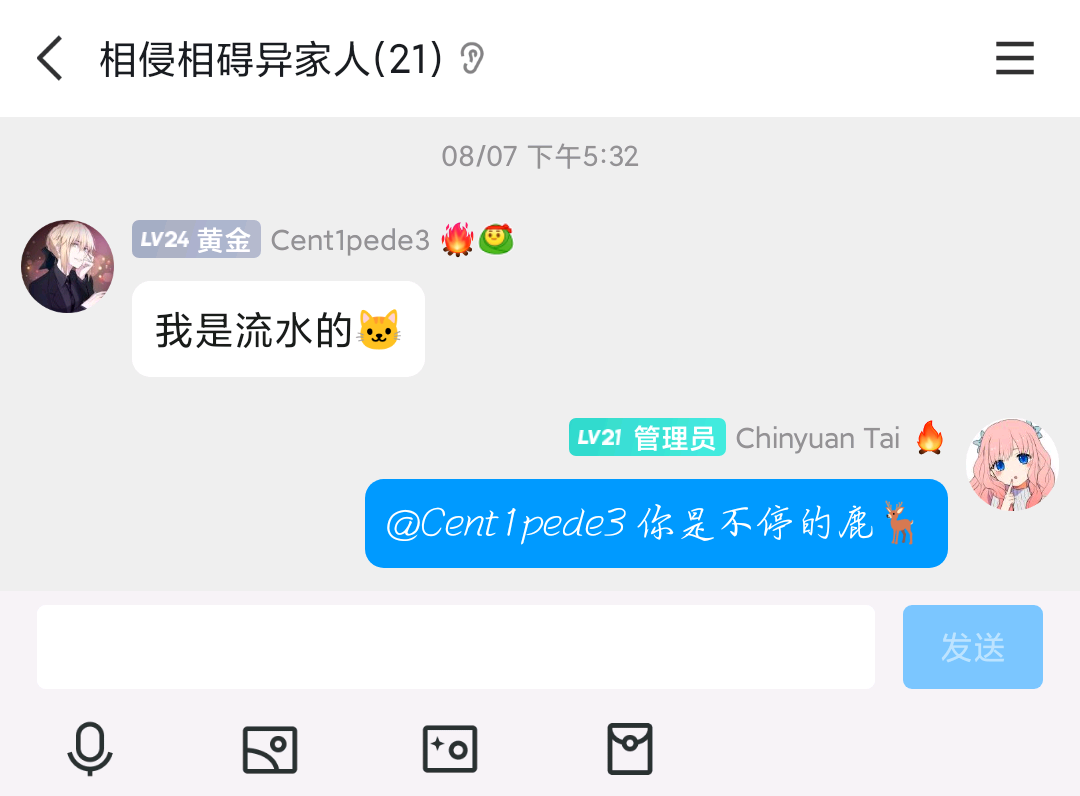 相侵相碍异家人(21)
08/07 下午5:32
LV24 黄金 Cent1pede3 🔥
我是流水的🐱
LV21 管理员 Chinyuan Tai 🔥
@Cent1pede3 你是不停的鹿🦌
发送